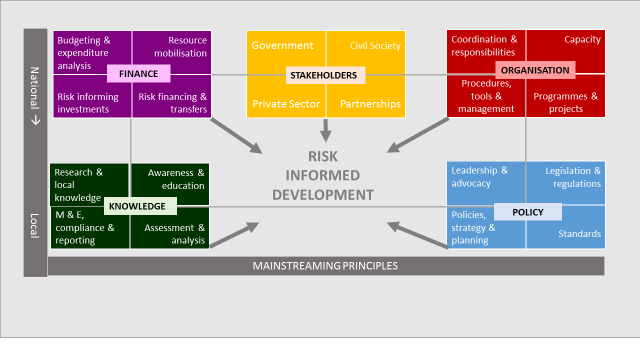 Budgeting &
expenditure
analysis
Resource
mobilisation
FINANCE
Risk informing
investments
Risk financing &
transfers
Government
Civil Society
STAKEHOLDERS
Private Sector
Partnerships
Coordination &
responsibilities
Capacity
ORGANISATION
Procedures,
tools &
management
Programmes &
projects
National →
Local
RISK
INFORMED
DEVELOPMENT
Research &
local
knowledge
Awareness &
education
KNOWLEDGE
M & E,
compliance &
reporting
Assessment &
analysis
Leadership &
advocacy
Legislation &
regulations
POLICY
Policies,
strategy &
planning
Standards
MAINSTREAMING PRINCIPLES